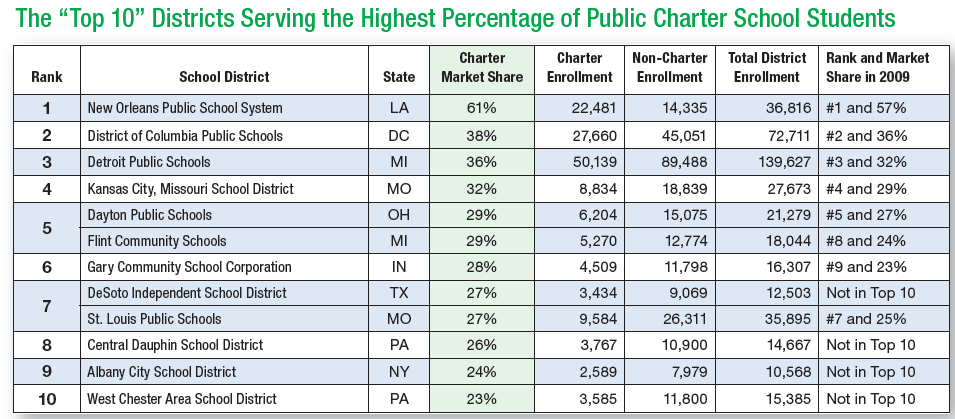 The “Top 10” Districts Serving the Highest Percentage of Public Charter School Students
Rank School District State Charter Market Share Charter Enrollment Non-Charter Enrollment Total District Enrollment Rank and Market Share in 2009
1 New Orleans Public School System LA 61% 22,481 14,335 36,816 #1 and 57%
2 District of Columbia Public Schools DC 38% 27,660 45,051 72,711 #2 and 36%
3 Detroit Public Schools MI 36% 50,139 89,488 139,627 #3 and 32%
4 Kansas City, Missouri School District MO 32% 8,834 18,839 27,673 #4 and 29%
5 Dayton Public Schools OH 29% 6,204 15,075 21,279 #5 and 27%
Flint Community Schools MI 29% 5,270 12,774 18,044 #8 and 24%
6 Gary Community School Corporation IN 28% 4,509 11,798 16,307 #9 and 23%
7 DeSoto Independent School District TX 27% 3,434 9,069 12,503 Not in Top 10
St. Louis Public Schools MO 27% 9,584 26,311 35,895 #7 and 25%
8 Central Dauphin School District PA 26% 3,767 10,900 14,667 Not in Top 10
9 Albany City School District NY 24% 2,589 7,979 10,568 Not in Top 10
10 West Chester Area School District PA 23% 3,585 11,800 15,385 Not in Top 10